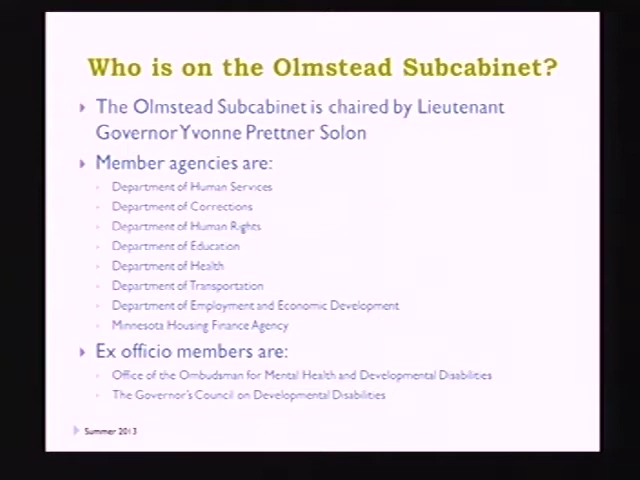 Who is on the Olmstead Subcabinet?
The Olmstead Subcabinet is chaired by Lieutenant
Governor Yvonne Prettner Solon
Member agencies are:
Department of Human Services
Department of Corrections
Department of Human Rights
Department of Education
Department of Health
Department of Transportation
Department of Employment and Economic Development
Minnesota Housing Finance Agency
Ex officio members are:
Office of the Ombudsman for Mental Health and Developmental Disabilities
The Governor's Council on Developmental Disabilities
Summer 2013